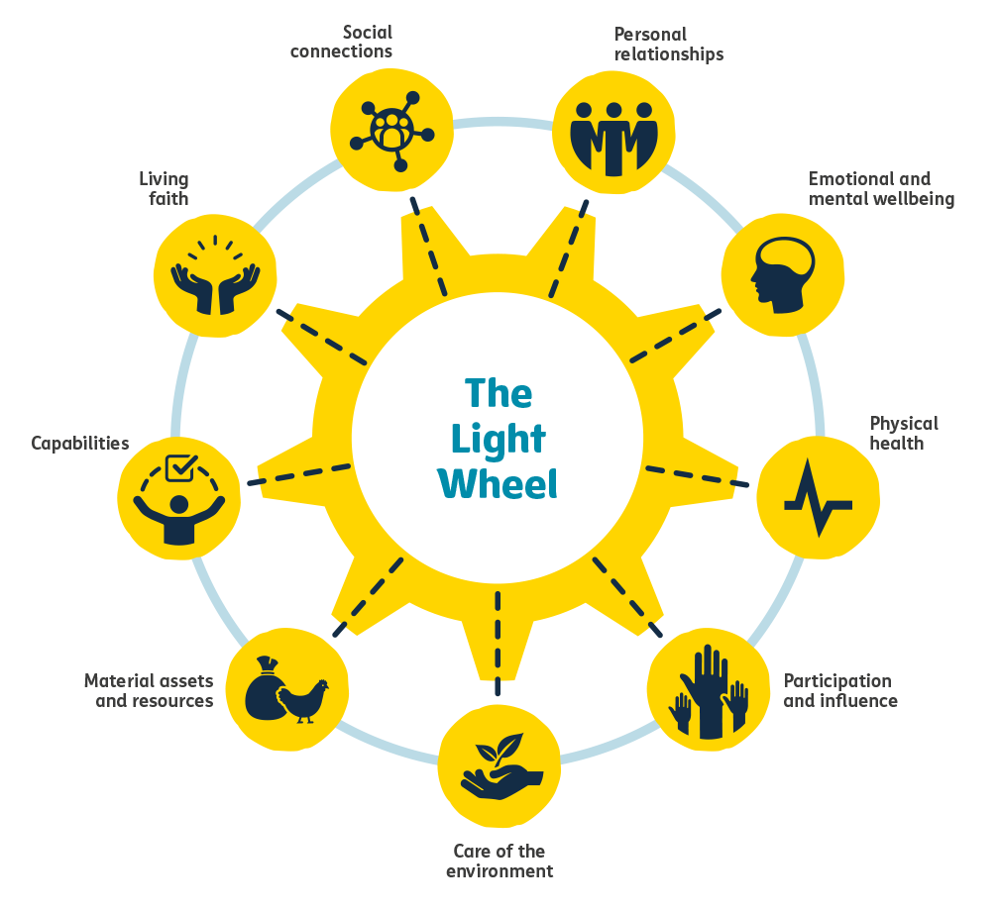 Social
connections
Personal
relationships
Emotional and
mental wellbeing
Physical
health
Participation
and influence
Care of the
environment
Material assets
and resources
Capabilities
Living
faith
The
Light
Wheel